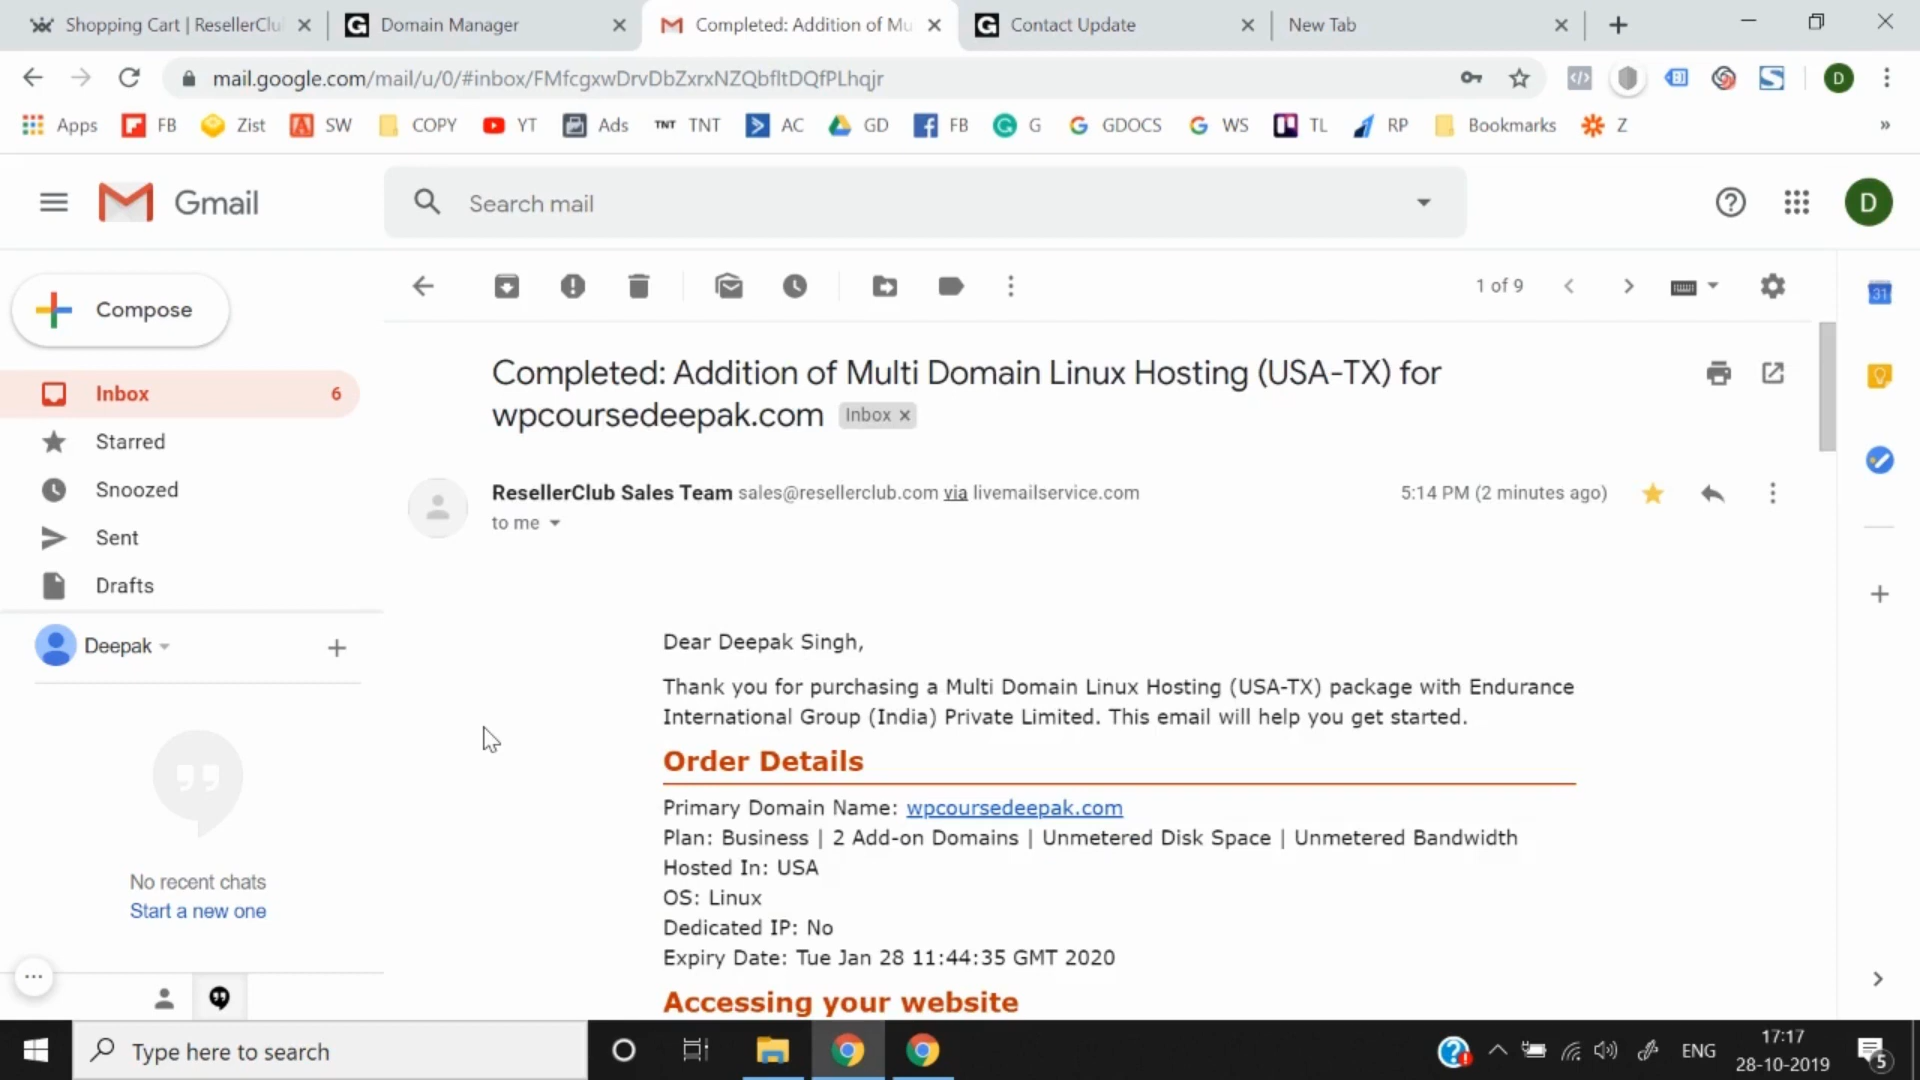 Shopping Cart | ResellerClu
Domain Manager
Completed: Addition of Mu
Contact Update
New Tab
mail.google.com/mail/u/0/#inbox/FMfcgxwDrvDbZxrxNZQbfltDQfPLhqjr
D
Apps FB Zist SW COPY YT Ads TNT TNT AC GD FB G GDOCS WS TL RP Bookmarks Z »
Gmail
Search mail
D
Compose
1 of 9
31
Inbox 6
Starred
Snoozed
Sent
Drafts
Deepak
No recent chats
Start a new one
Completed: Addition of Multi Domain Linux Hosting (USA-TX) for
wpcoursedeepak.com Inbox x
ResellerClub Sales Team sales@resellerclub.com via livemailservice.com
5:14 PM (2 minutes ago)
to me
Dear Deepak Singh,
Thank you for purchasing a Multi Domain Linux Hosting (USA-TX) package with Endurance
International Group (India) Private Limited. This email will help you get started.
Order Details
Primary Domain Name: wpcoursedeepak.com
Plan: Business | 2 Add-on Domains | Unmetered Disk Space | Unmetered Bandwidth
Hosted In: USA
OS: Linux
Dedicated IP: No
Expiry Date: Tue Jan 28 11:44:35 GMT 2020
Accessing your website
Type here to search
ENG
17:17
28-10-2019
5